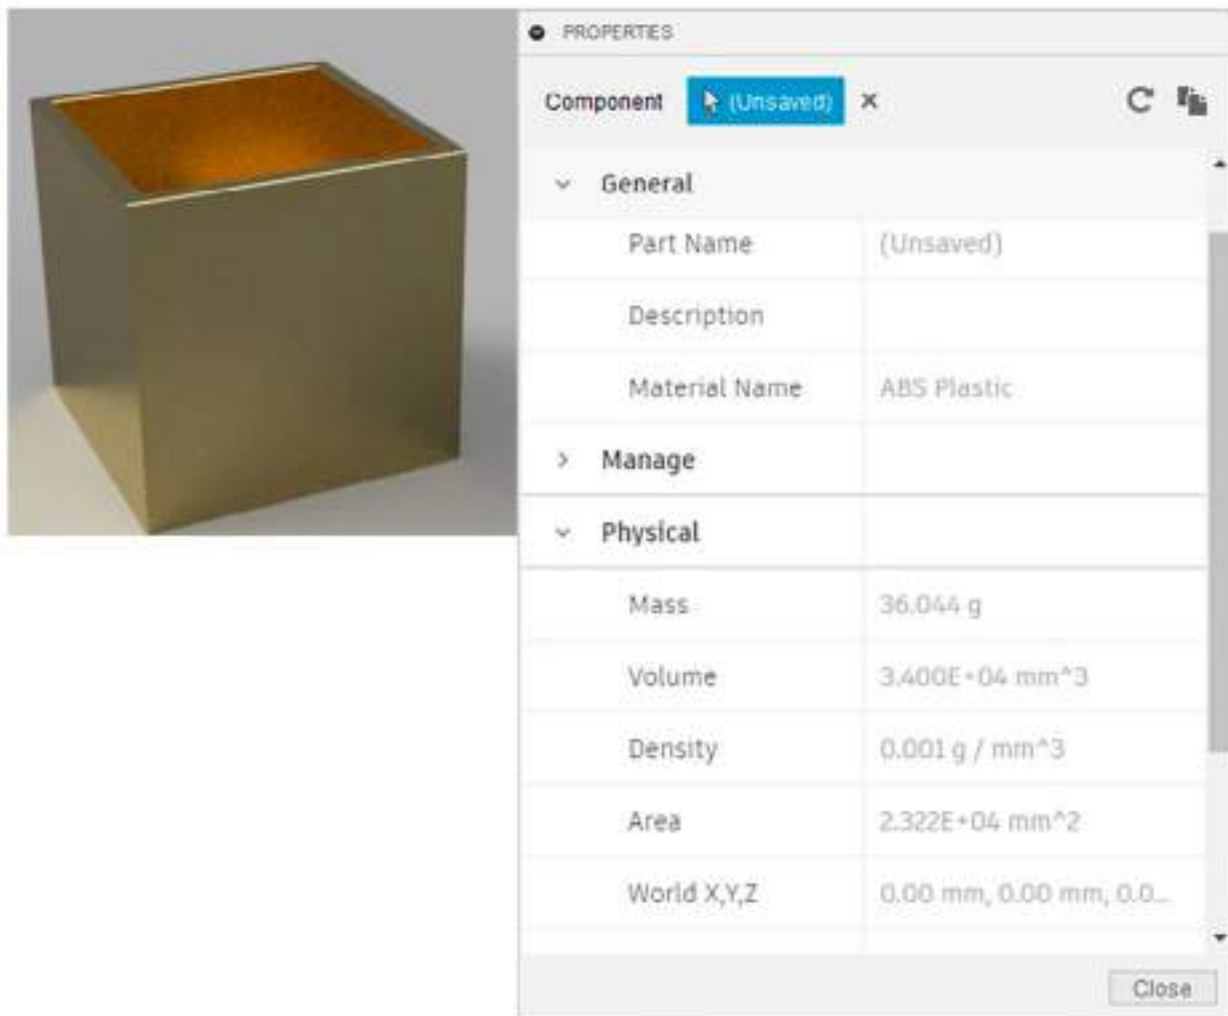 PROPERTIES
Component (Unsaved) ×
General
Part Name (Unsaved)
Description
Material Name ABS Plastic
Manage
Physical
Mass 36.044 g
Volume 3.400E+04 mm^3
Density 0.001 g / mm^3
Area 2.322E+04 mm^2
World X,Y,Z 0.00 mm, 0.00 mm, 0.0...
Close